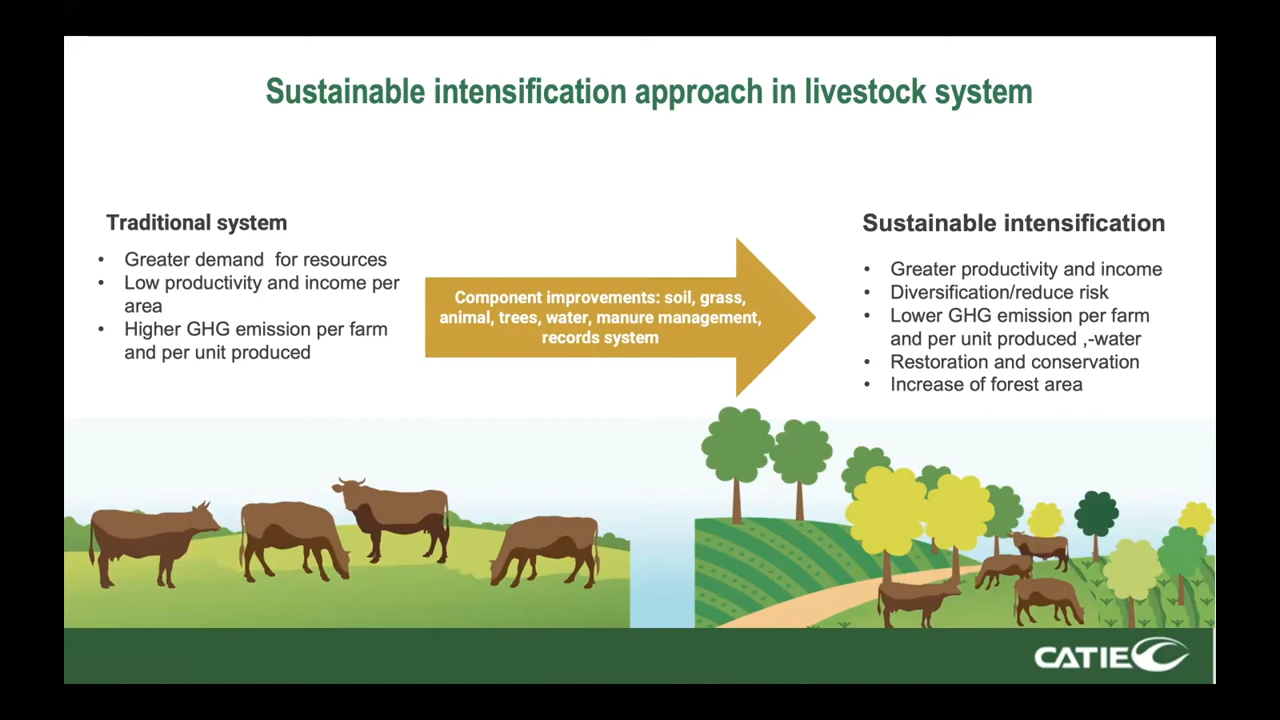 Sustainable intensification approach in livestock system
Traditional system
• Greater demand  for resources
• Low productivity and income per
area
• Higher GHG emission per farm
and per unit produced
Component improvements: soil, grass,
animal, trees, water, manure management,
records system
Sustainable intensification
• Greater productivity and income
• Diversification/reduce risk
• Lower GHG emission per farm
and per unit produced ,-water
• Restoration and conservation
• Increase of forest area
CATIE